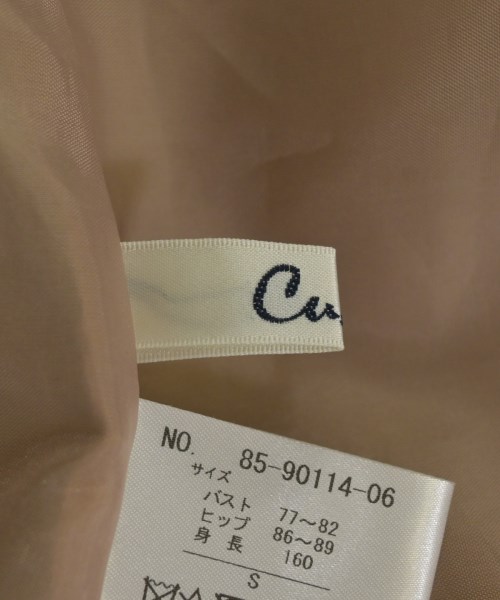 Cu
NO. 85-90114-06
サイズ
バスト 77〜82
ヒップ 86〜89
身長 160
S